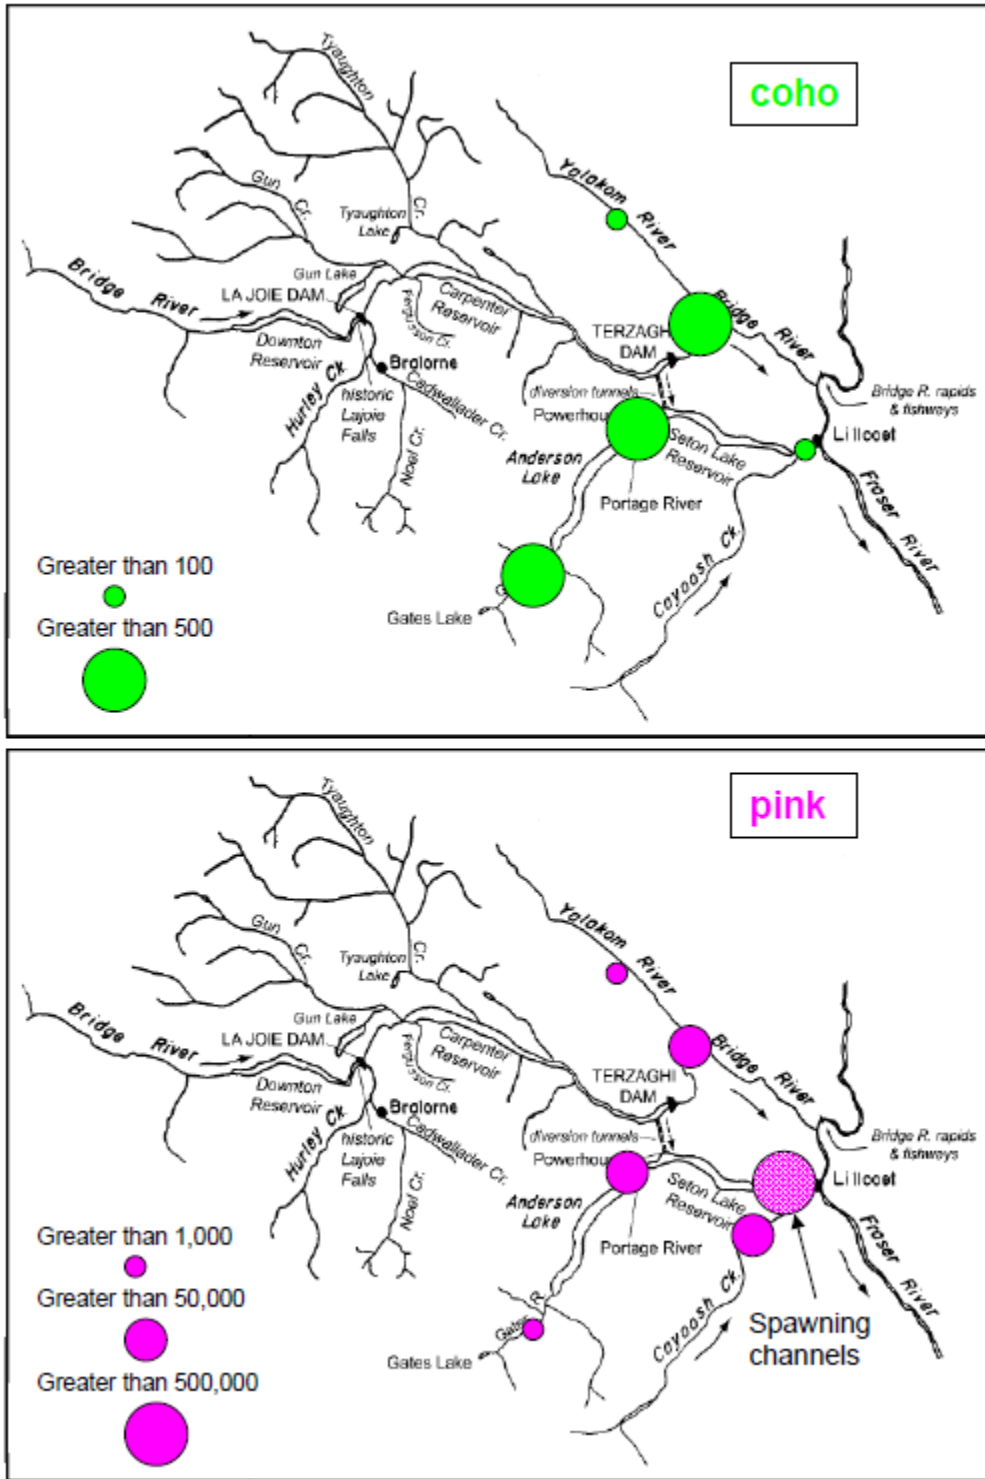 coho
Tyaughton
Yalakom
River
Gun
Cr.
Tyaughton
Lake
Cr.
Bridge
River
Gun Lake
LA JOIE DAM
Downton
Reservoir
Carpenter
Reservoir
Fergusson Cr.
Bralorne
Cadwallader Cr.
Hurley Ck
historic
Lajoie
Falls
Noel Cr.
TERZAGH
DAM
Bridge
River
diversion tunnels
Powerhou
Seton Lake
Reservoir
Anderson
Lake
Portage River
Bridge R. rapids
& fishways
Lillooet
Fraser
River
Cayoosh Ck.
G
Gates Lake
Greater than 100
Greater than 500
pink
Tyaughton
Yalakom
River
Gun
Cr.
Tyaughton
Lake
Cr.
Bridge
River
Gun Lake
LA JOIE DAM
Downton
Reservoir
Carpenter
Reservoir
Fergusson Cr.
Bralorne
Cadwallader Cr.
Hurley Ck
historic
Lajoie
Falls
Noel Cr.
TERZAGHI
DAM
Bridge
River
diversion tunnels
Powerhou
Seton Lake
Reservoir
Anderson
Lake
Portage River
Bridge R. rapids
& fishways
Lillooet
Fraser
River
Cayoosh Ck.
Gates R.
Gates Lake
Spawning
channels
Greater than 1,000
Greater than 50,000
Greater than 500,000